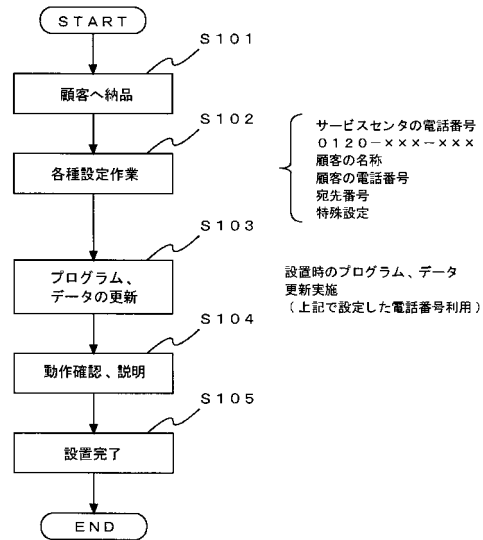 START
S101
顧客へ納品
S102
各種設定作業
サービスセンタの電話番号
0120-×××-×××
顧客の名称
顧客の電話番号
宛先番号
特殊設定
S103
プログラム、
データの更新
設置時のプログラム、データ
更新実施
(上記で設定した電話番号利用)
S104
動作確認、説明
S105
設置完了
END